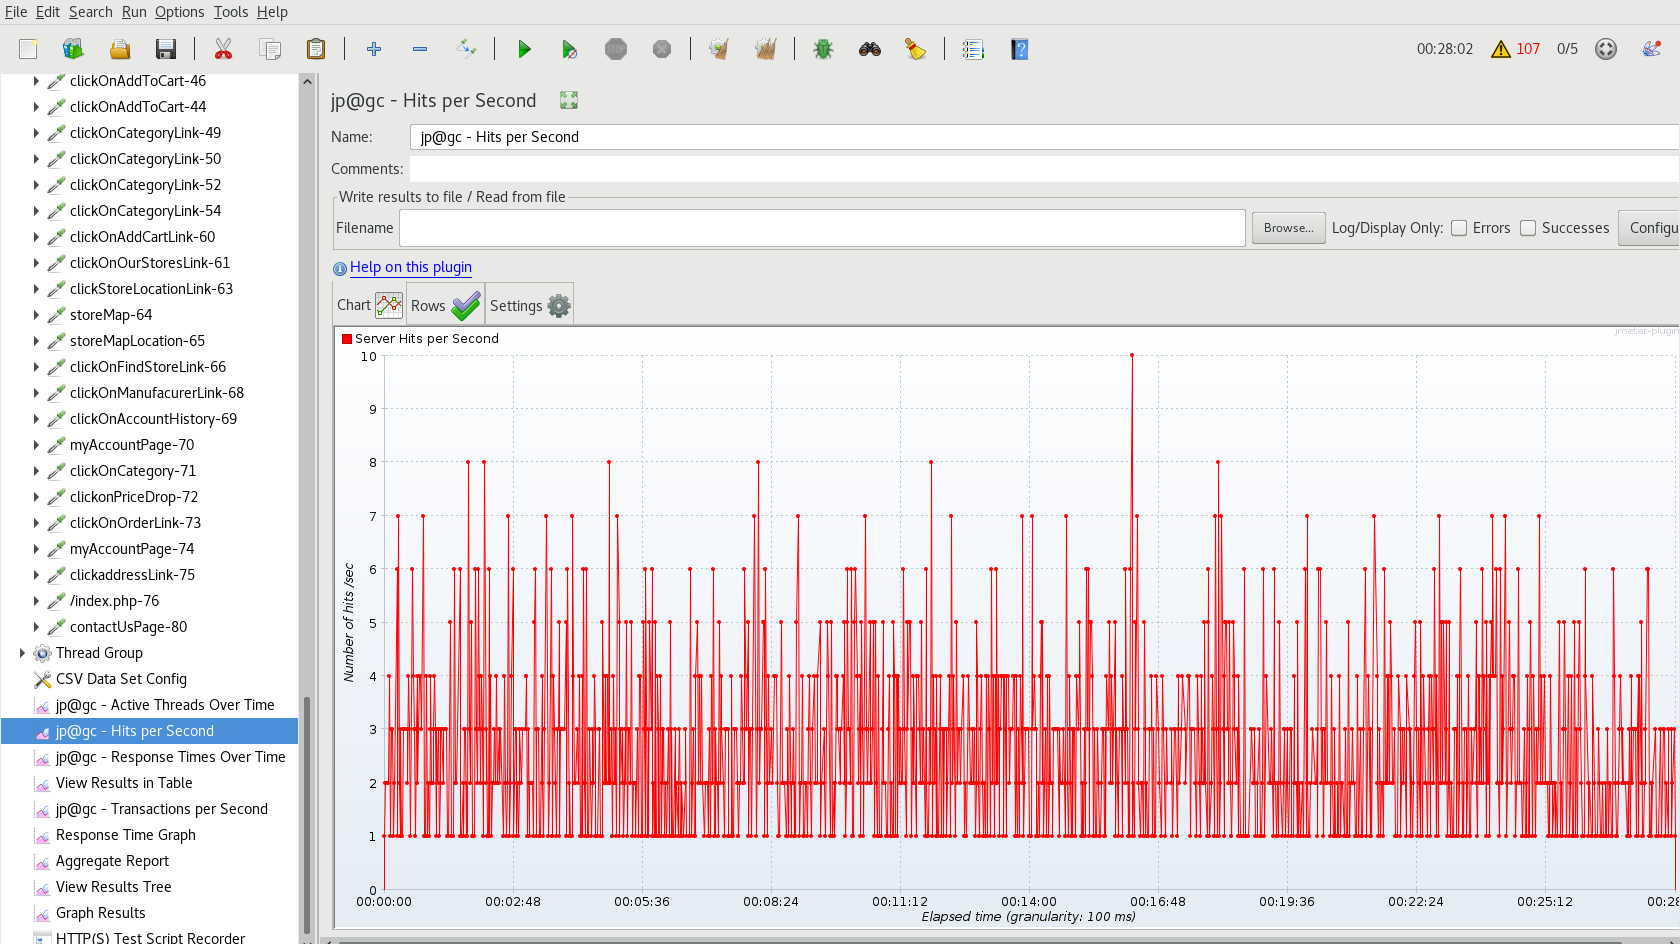 File Edit Search Run Options Tools Help
STOP
00:28:02 107 0/5
clickOnAddToCart-46
clickOnAddToCart-44
clickOnCategoryLink-49
clickOnCategoryLink-50
clickOnCategoryLink-52
clickOnCategoryLink-54
clickOnAddCartLink-60
clickOnOurStoresLink-61
clickStoreLocationLink-63
storeMap-64
storeMapLocation-65
clickOnFindStoreLink-66
clickOnManufacurerLink-68
clickOnAccountHistory-69
myAccountPage-70
clickOnCategory-71
clickonPriceDrop-72
clickOnOrderLink-73
myAccountPage-74
clickaddressLink-75
/index.php-76
contactUsPage-80
Thread Group
CSV Data Set Config
jp@gc - Active Threads Over Time
jp@gc - Hits per Second
jp@gc - Response Times Over Time
View Results in Table
jp@gc - Transactions per Second
Response Time Graph
Aggregate Report
View Results Tree
Graph Results
HTTP(S) Test Script Recorder
jp@gc - Hits per Second
Name: jp@gc - Hits per Second
Comments:
Write results to file / Read from file
Filename Browse... Log/Display Only: Errors Successes Configu
Help on this plugin
Chart Rows Settings
jmeter-plugin
Server Hits per Second
10
9
8
7
6
5
4
3
2
1
0
Number of hits /sec
00:00:00 00:02:48 00:05:36 00:08:24 00:11:12 00:14:00 00:16:48 00:19:36 00:22:24 00:25:12 00:28
Elapsed time (granularity: 100 ms)